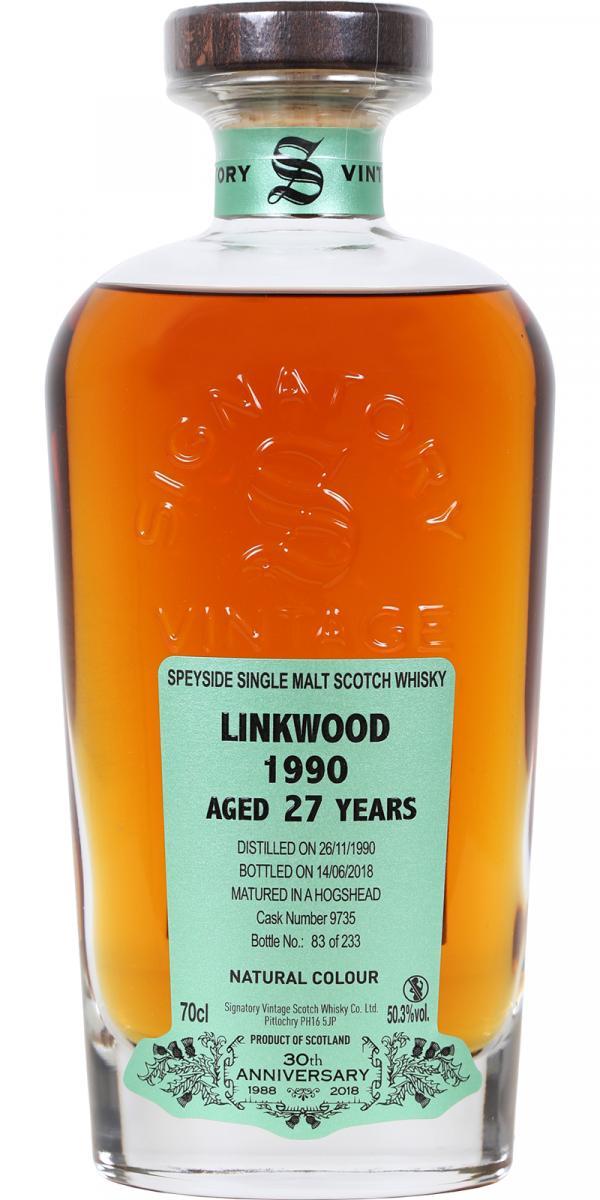 TORY S VINT
SIGNATORY
S
VINTAGE
SPEYSIDE SINGLE MALT SCOTCH WHISKY
LINKWOOD
1990
AGED 27 YEARS
DISTILLED ON 26/11/1990
BOTTLED ON 14/06/2018
MATURED IN A HOGSHEAD
Cask Number 9735
Bottle No.: 83 of 233
NATURAL COLOUR
70cl Signatory Vintage Scotch Whisky Co. Ltd. 50.3%vol.
Pitlochry PH16 5JP
PRODUCT OF SCOTLAND
30th
ANNIVERSARY
1988 2018